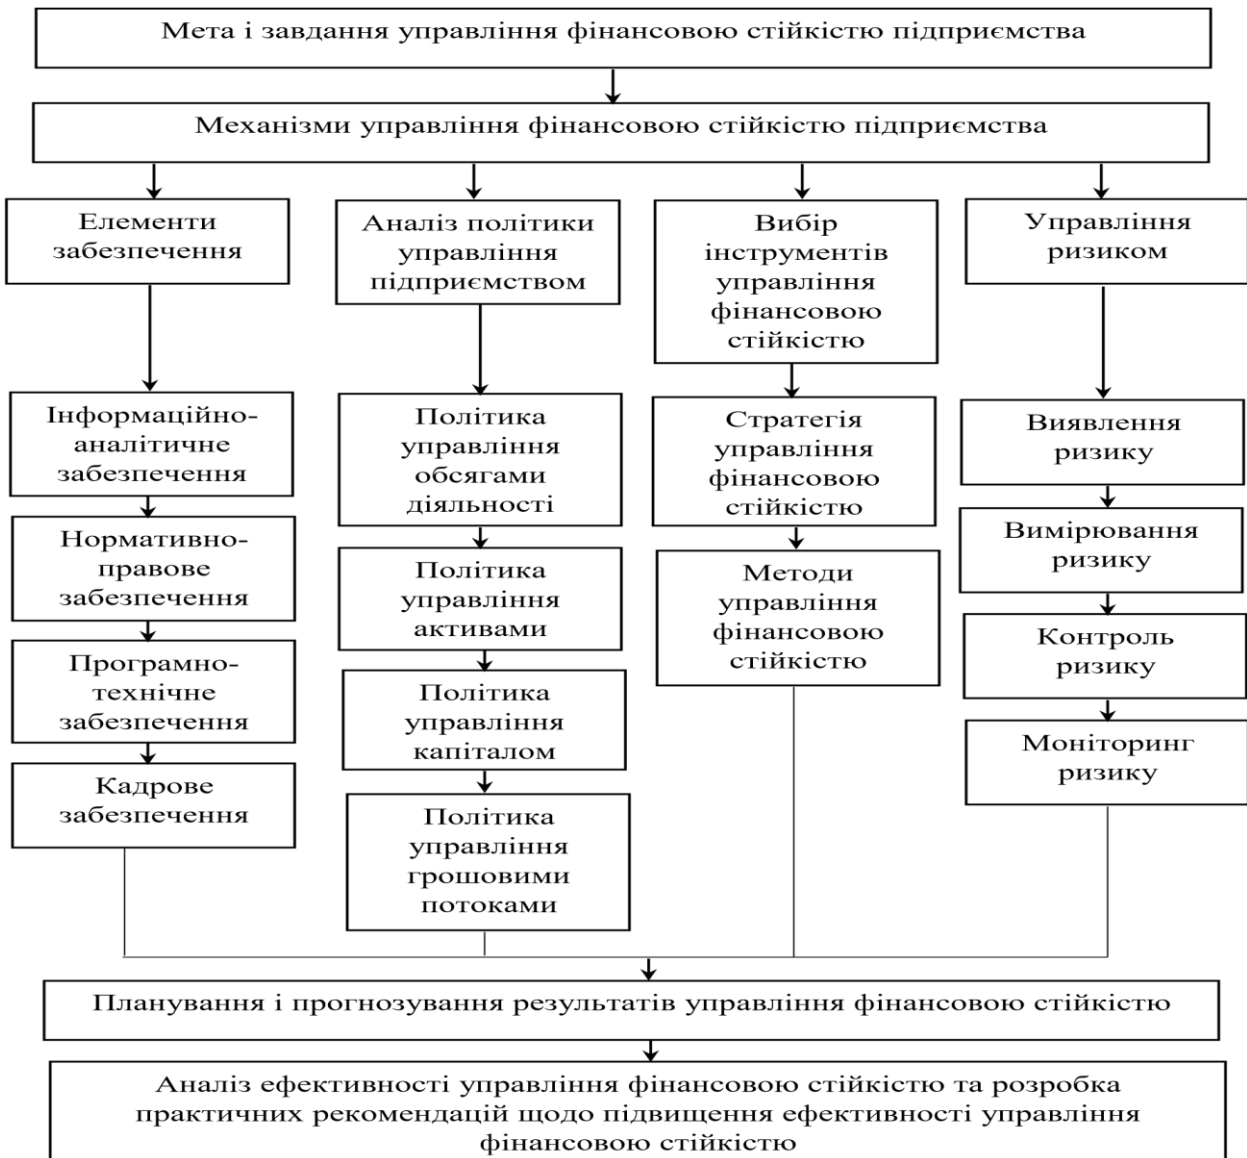 Мета і завдання управління фінансовою стійкістю підприємства
Механізми управління фінансовою стійкістю підприємства
Елементи
забезпечення
Аналіз політики
управління
підприємством
Вибір
інструментів
управління
фінансовою
стійкістю
Управління
ризиком
Інформаційно-
аналітичне
забезпечення
Нормативно-
правове
забезпечення
Програмно-
технічне
забезпечення
Кадрове
забезпечення
Політика
управління
обсягами
діяльності
Політика
управління
активами
Політика
управління
капіталом
Політика
управління
грошовими
потоками
Стратегія
управління
фінансовою
стійкістю
Методи
управління
фінансовою
стійкістю
Виявлення
ризику
Вимірювання
ризику
Контроль
ризику
Моніторинг
ризику
Планування і прогнозування результатів управління фінансовою стійкістю
Аналіз ефективності управління фінансовою стійкістю та розробка
практичних рекомендацій щодо підвищення ефективності управління
фінансовою стійкістю